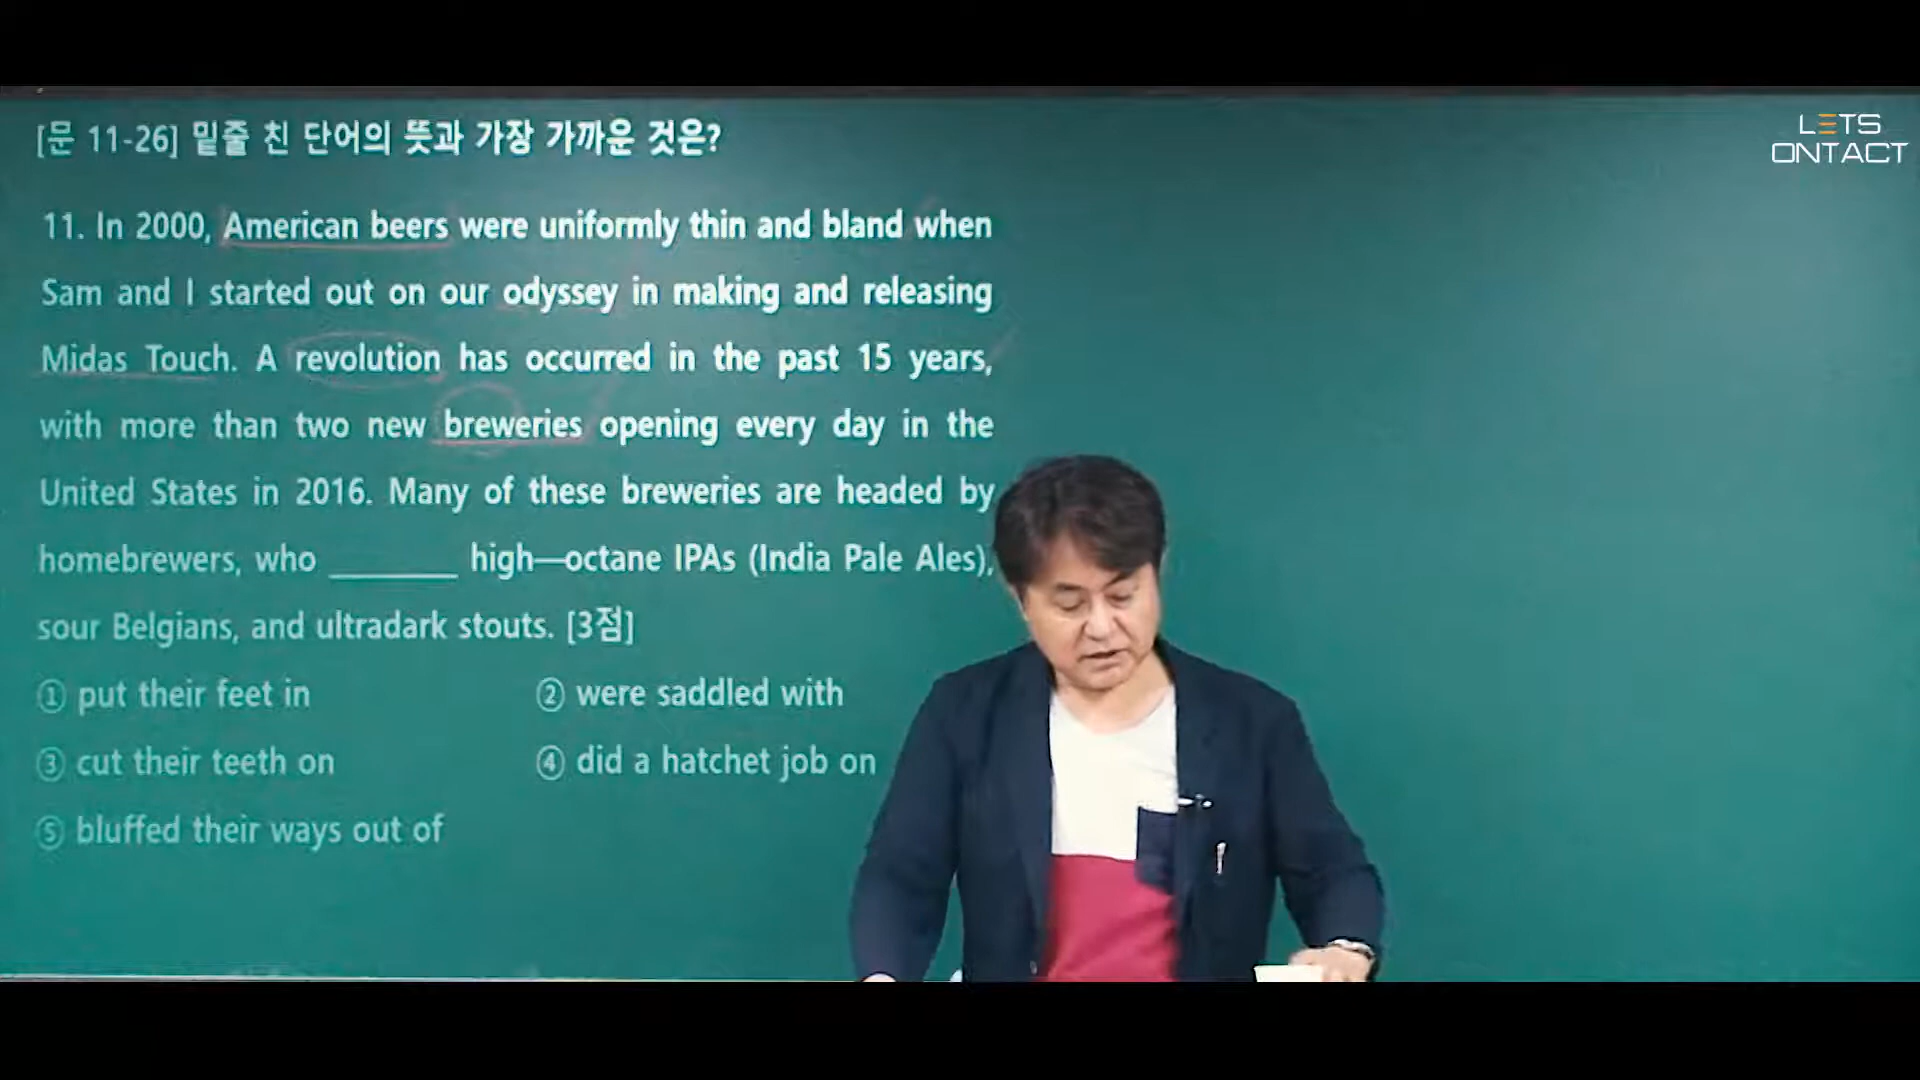 LETS
ONTACT
[문 11-26] 밑줄 친 단어의 뜻과 가장 가까운 것은?
11. In 2000, American beers were uniformly thin and bland when
Sam and I started out on our odyssey in making and releasing
Midas Touch. A revolution has occurred in the past 15 years,
with more than two new breweries opening every day in the
United States in 2016. Many of these breweries are headed by
homebrewers, who ________ high—octane IPAs (India Pale Ales),
sour Belgians, and ultradark stouts. [3점]
① put their feet in ② were saddled with
③ cut their teeth on ④ did a hatchet job on
⑤ bluffed their ways out of